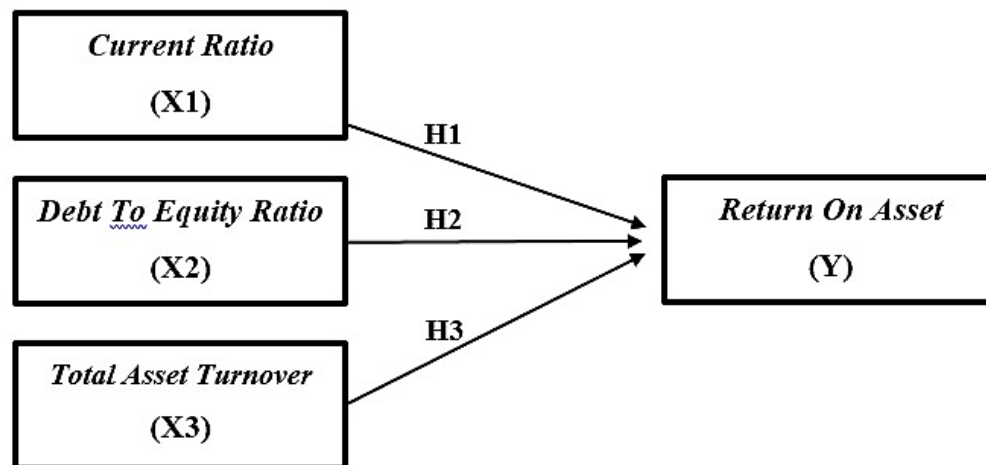 Current Ratio
(X1)
H1
Debt To Equity Ratio
(X2)
H2
Return On Asset
(Y)
H3
Total Asset Turnover
(X3)